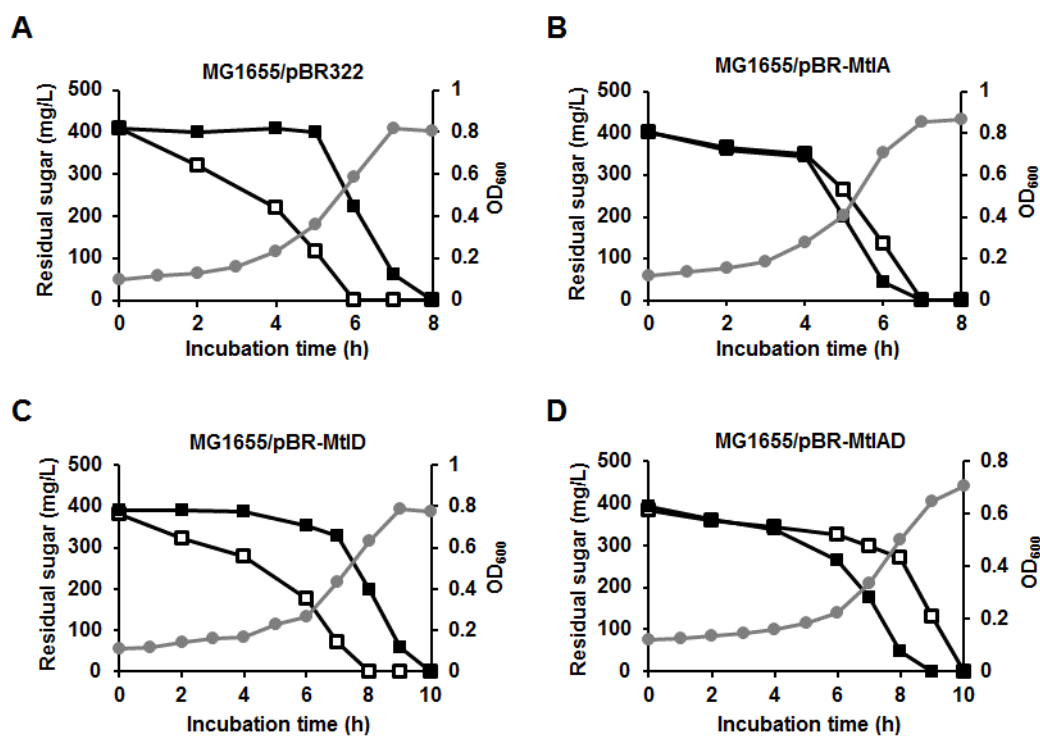 A
MG1655/pBR322
Residual sugar (mg/L)
500
400
300
200
100
0
1
0.8
0.6
0.4
0.2
0
OD600
0 2 4 6 8
Incubation time (h)
B
MG1655/pBR-MtlA
Residual sugar (mg/L)
500
400
300
200
100
0
1
0.8
0.6
0.4
0.2
0
OD600
0 2 4 6 8
Incubation time (h)
C
MG1655/pBR-MtlD
Residual sugar (mg/L)
500
400
300
200
100
0
1
0.8
0.6
0.4
0.2
0
OD600
0 2 4 6 8 10
Incubation time (h)
D
MG1655/pBR-MtlAD
Residual sugar (mg/L)
500
400
300
200
100
0
0.8
0.6
0.4
0.2
0
OD600
0 2 4 6 8 10
Incubation time (h)